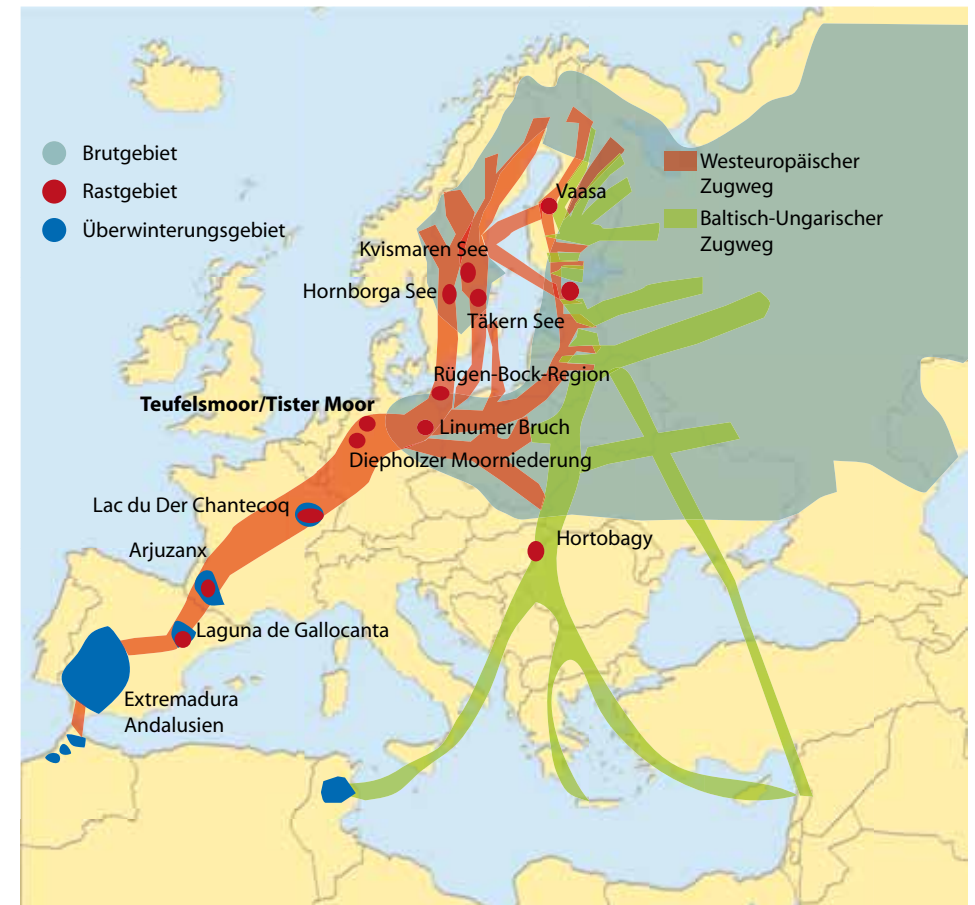 Brutgebiet
Rastgebiet
Überwinterungsgebiet
Westeuropäischer
Zugweg
Baltisch-Ungarischer
Zugweg
Vaasa
Kvismaren See
Hornborga See
Täkern See
Rügen-Bock-Region
Teufelsmoor/Tister Moor
Linumer Bruch
Diepholzer Moorniederung
Lac du Der Chantecoq
Hortobagy
Arjuzanx
Laguna de Gallocanta
Extremadura
Andalusien